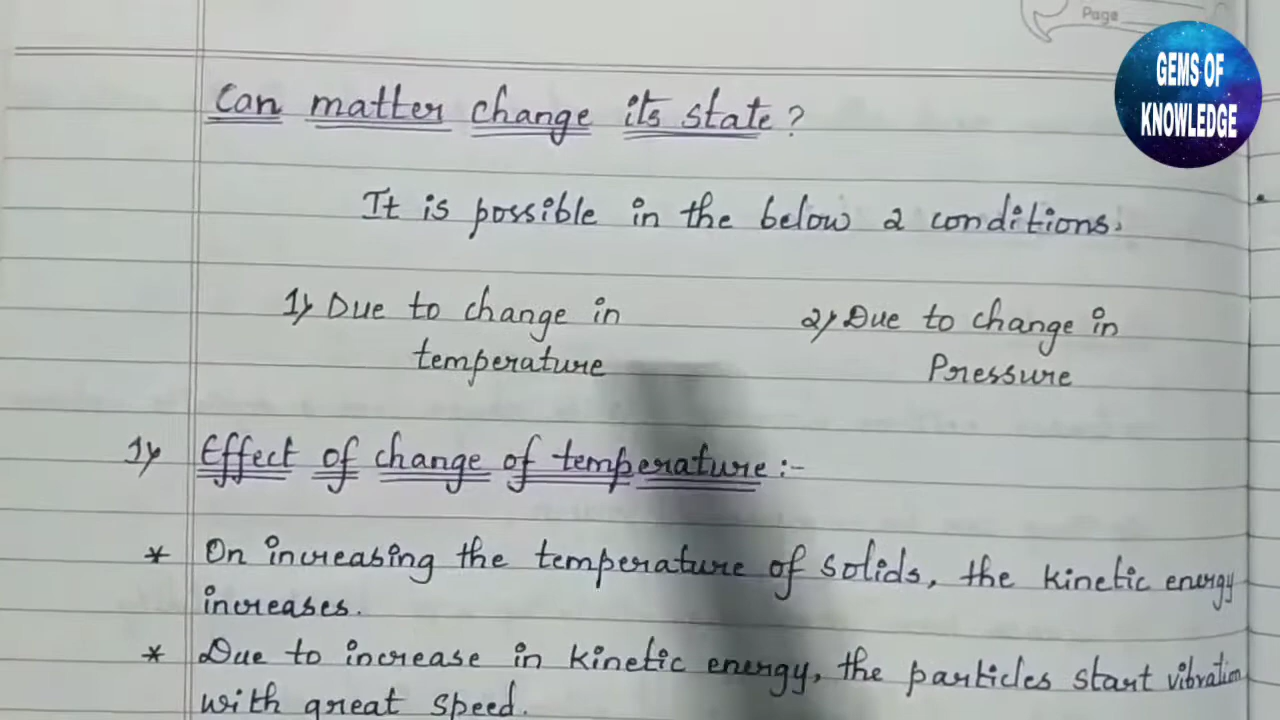 Page
GEMS OF
KNOWLEDGE
Can matter change its state?
It is possible in the below 2 conditions.
1) Due to change in
temperature
2) Due to change in
Pressure
1) Effect of change of temperature :-
* On increasing the temperature of solids, the kinetic energy
increases.
* Due to increase in kinetic energy, the particles start vibration
with great speed.